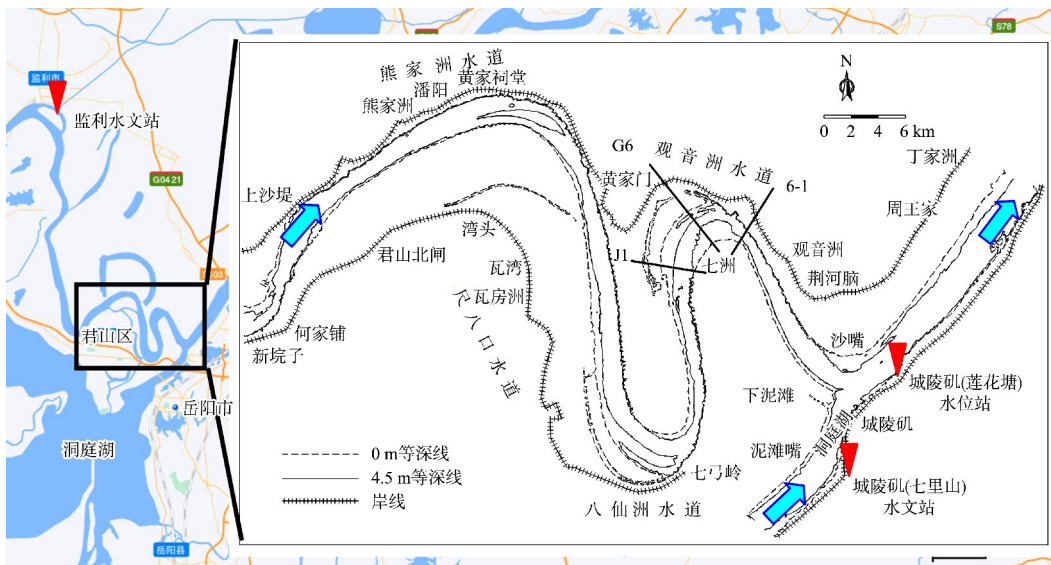 S78
监利市
监利水文站
G0421
君山区
岳阳市
洞庭湖
岳阳县
熊家洲水道
黄家祠堂
潘阳
熊家洲
上沙堤
湾头
君山北闸
瓦湾
瓦房洲
尺八口水道
何家铺
新垸子
G6
观音洲水道
黄家门
6-1
J1
七洲
N
0 2 4 6 km
丁家洲
周王家
观音洲
荆河脑
沙嘴
城陵矶(莲花塘)
水位站
下泥滩
城陵矶
洞庭湖
泥滩嘴
城陵矶(七里山)
水文站
七弓岭
八仙洲水道
0 m等深线
4.5 m等深线
岸线